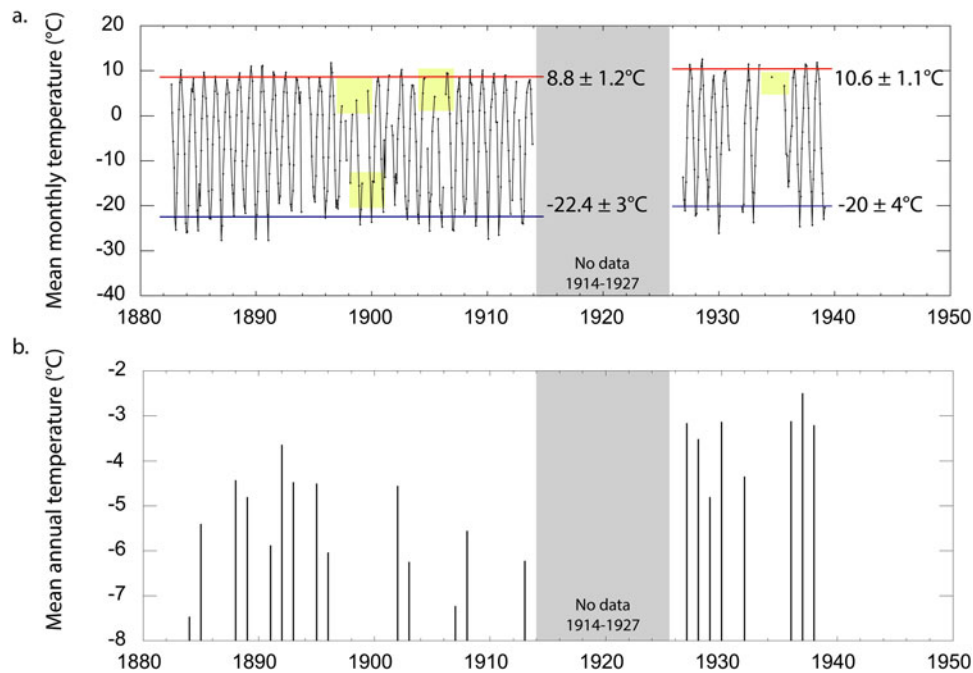 a.
Mean monthly temperature (°C)
20
10
0
-10
-20
-30
-40
8.8 ± 1.2°C
10.6 ± 1.1°C
-22.4 ± 3°C
-20 ± 4°C
No data
1914-1927
1880 1890 1900 1910 1920 1930 1940 1950
b.
Mean annual temperature (°C)
-2
-3
-4
-5
-6
-7
-8
No data
1914-1927
1880 1890 1900 1910 1920 1930 1940 1950